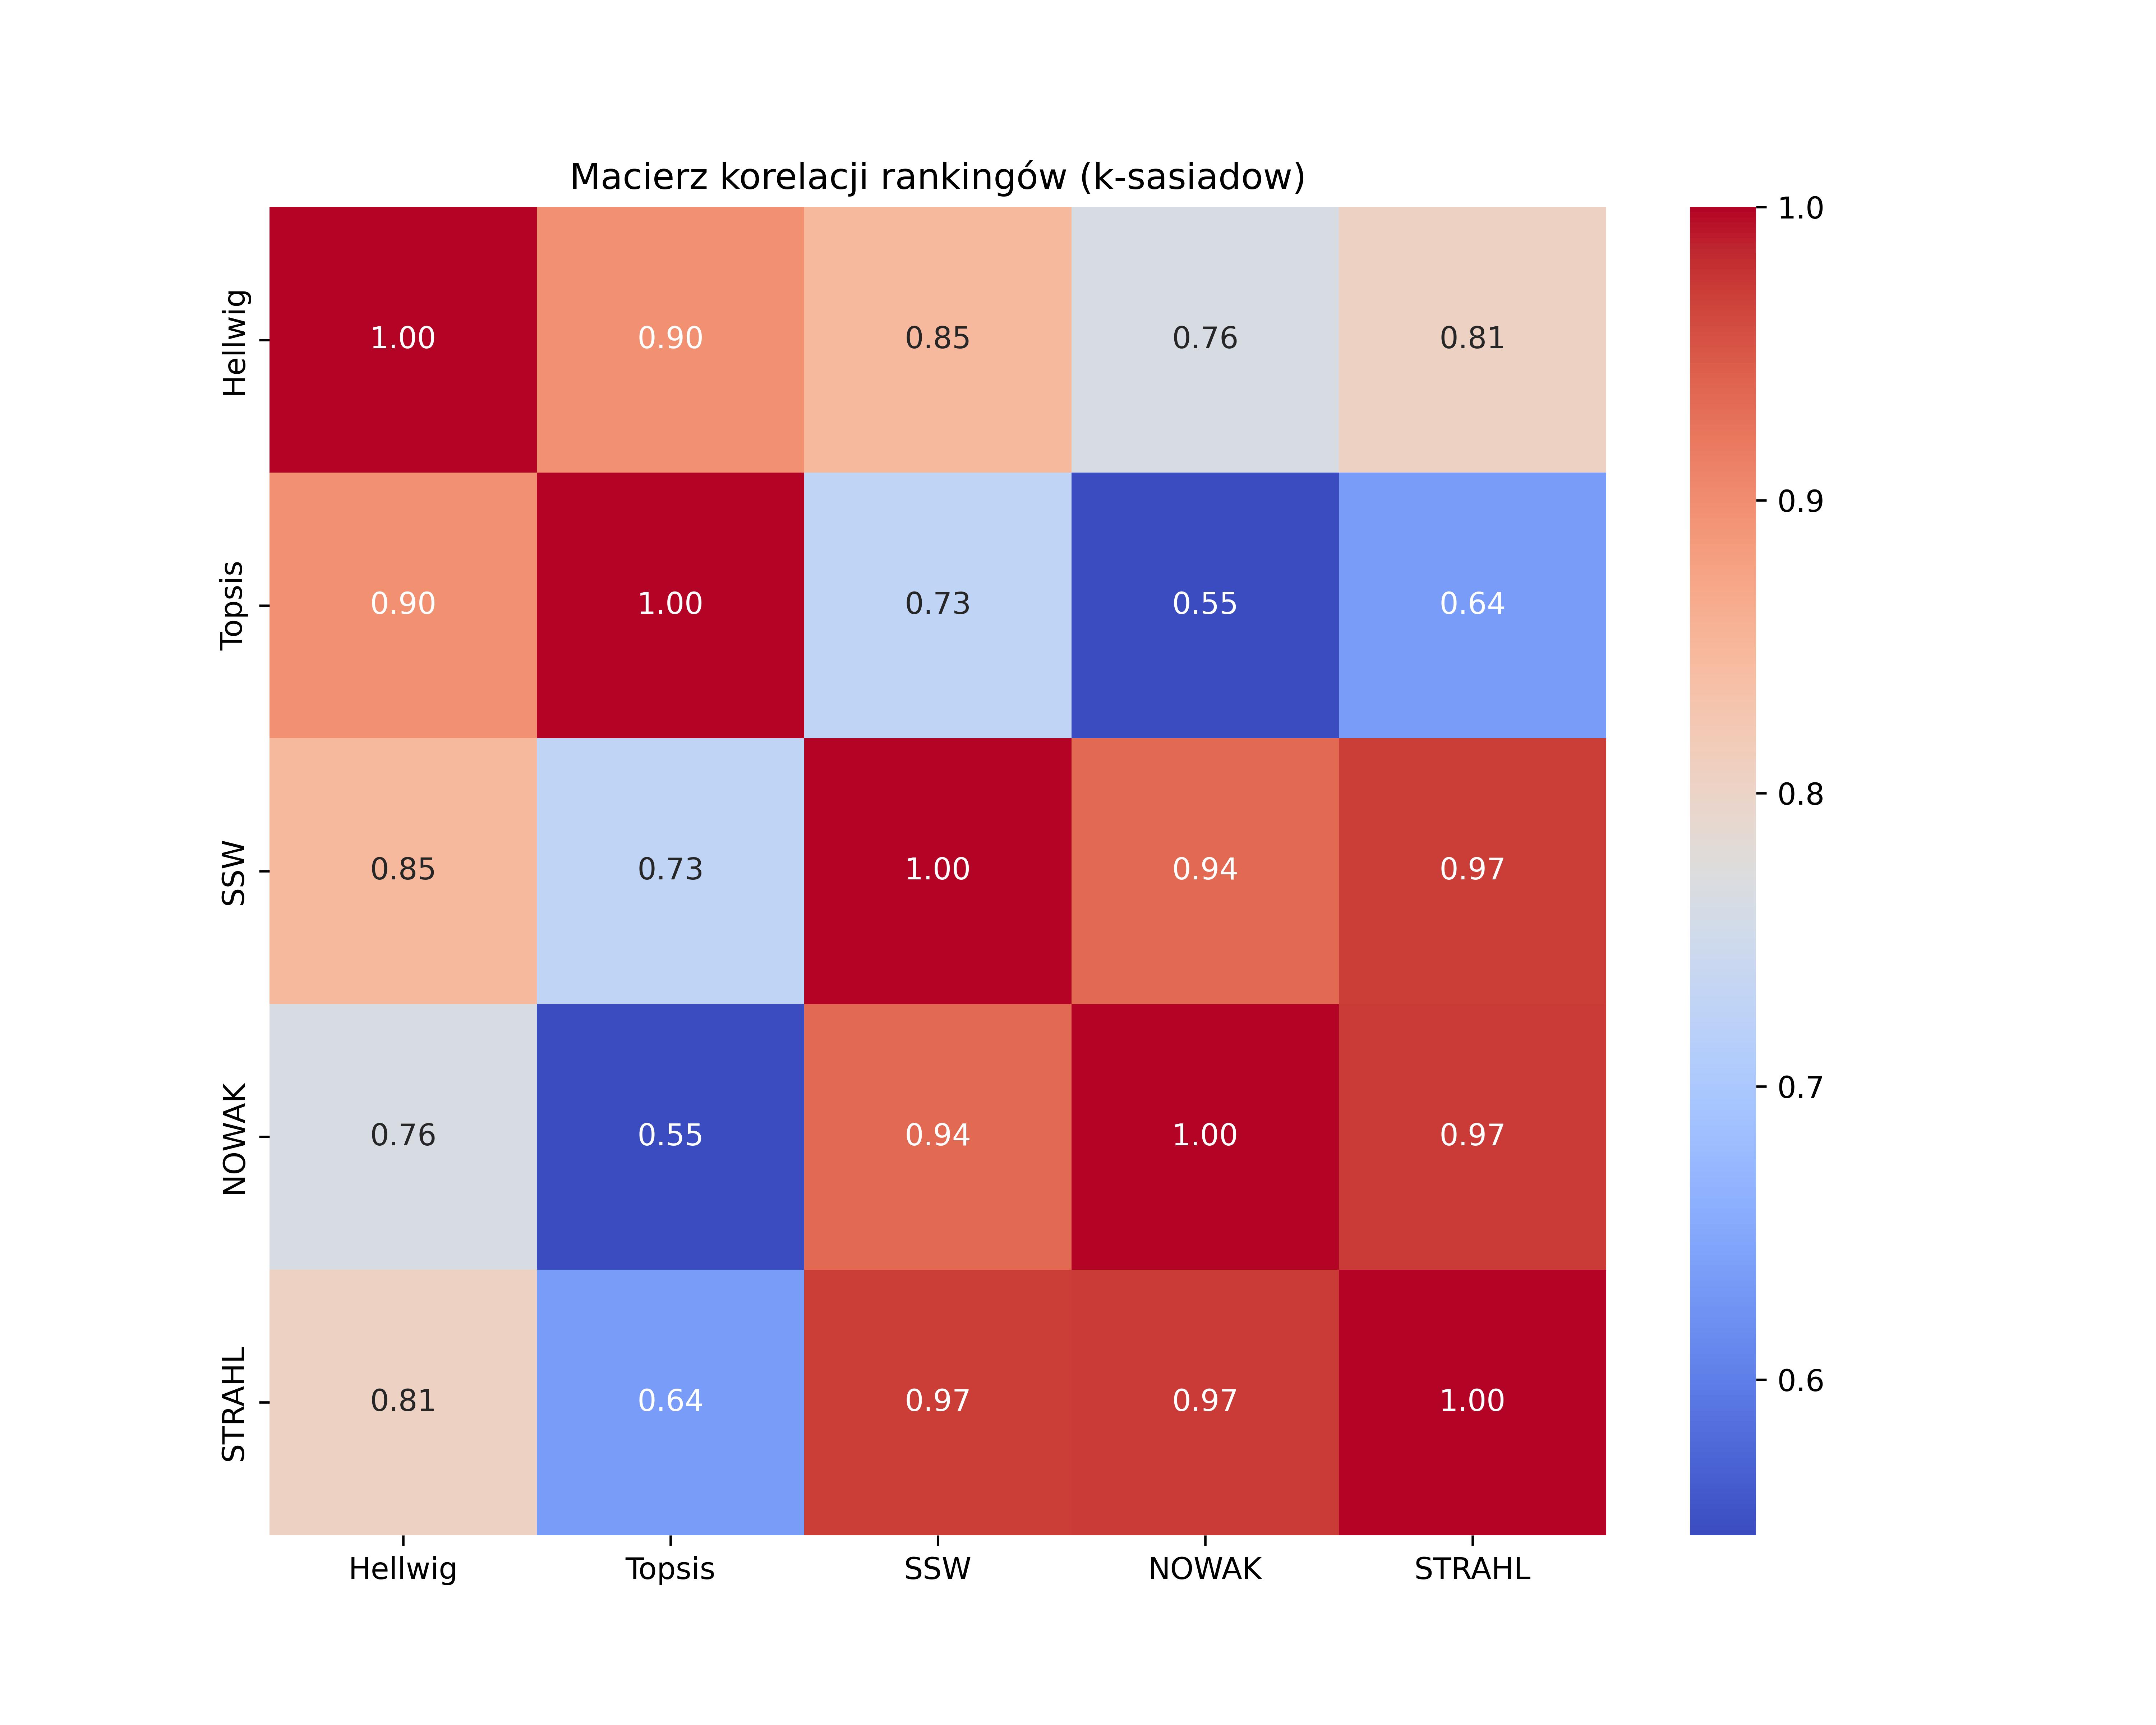 Macierz korelacji rankingów (k-sasiadow)
Hellwig 1.00 0.90 0.85 0.76 0.81
Topsis 0.90 1.00 0.73 0.55 0.64
SSW 0.85 0.73 1.00 0.94 0.97
NOWAK 0.76 0.55 0.94 1.00 0.97
STRAHL 0.81 0.64 0.97 0.97 1.00
Hellwig Topsis SSW NOWAK STRAHL
1.0
0.9
0.8
0.7
0.6